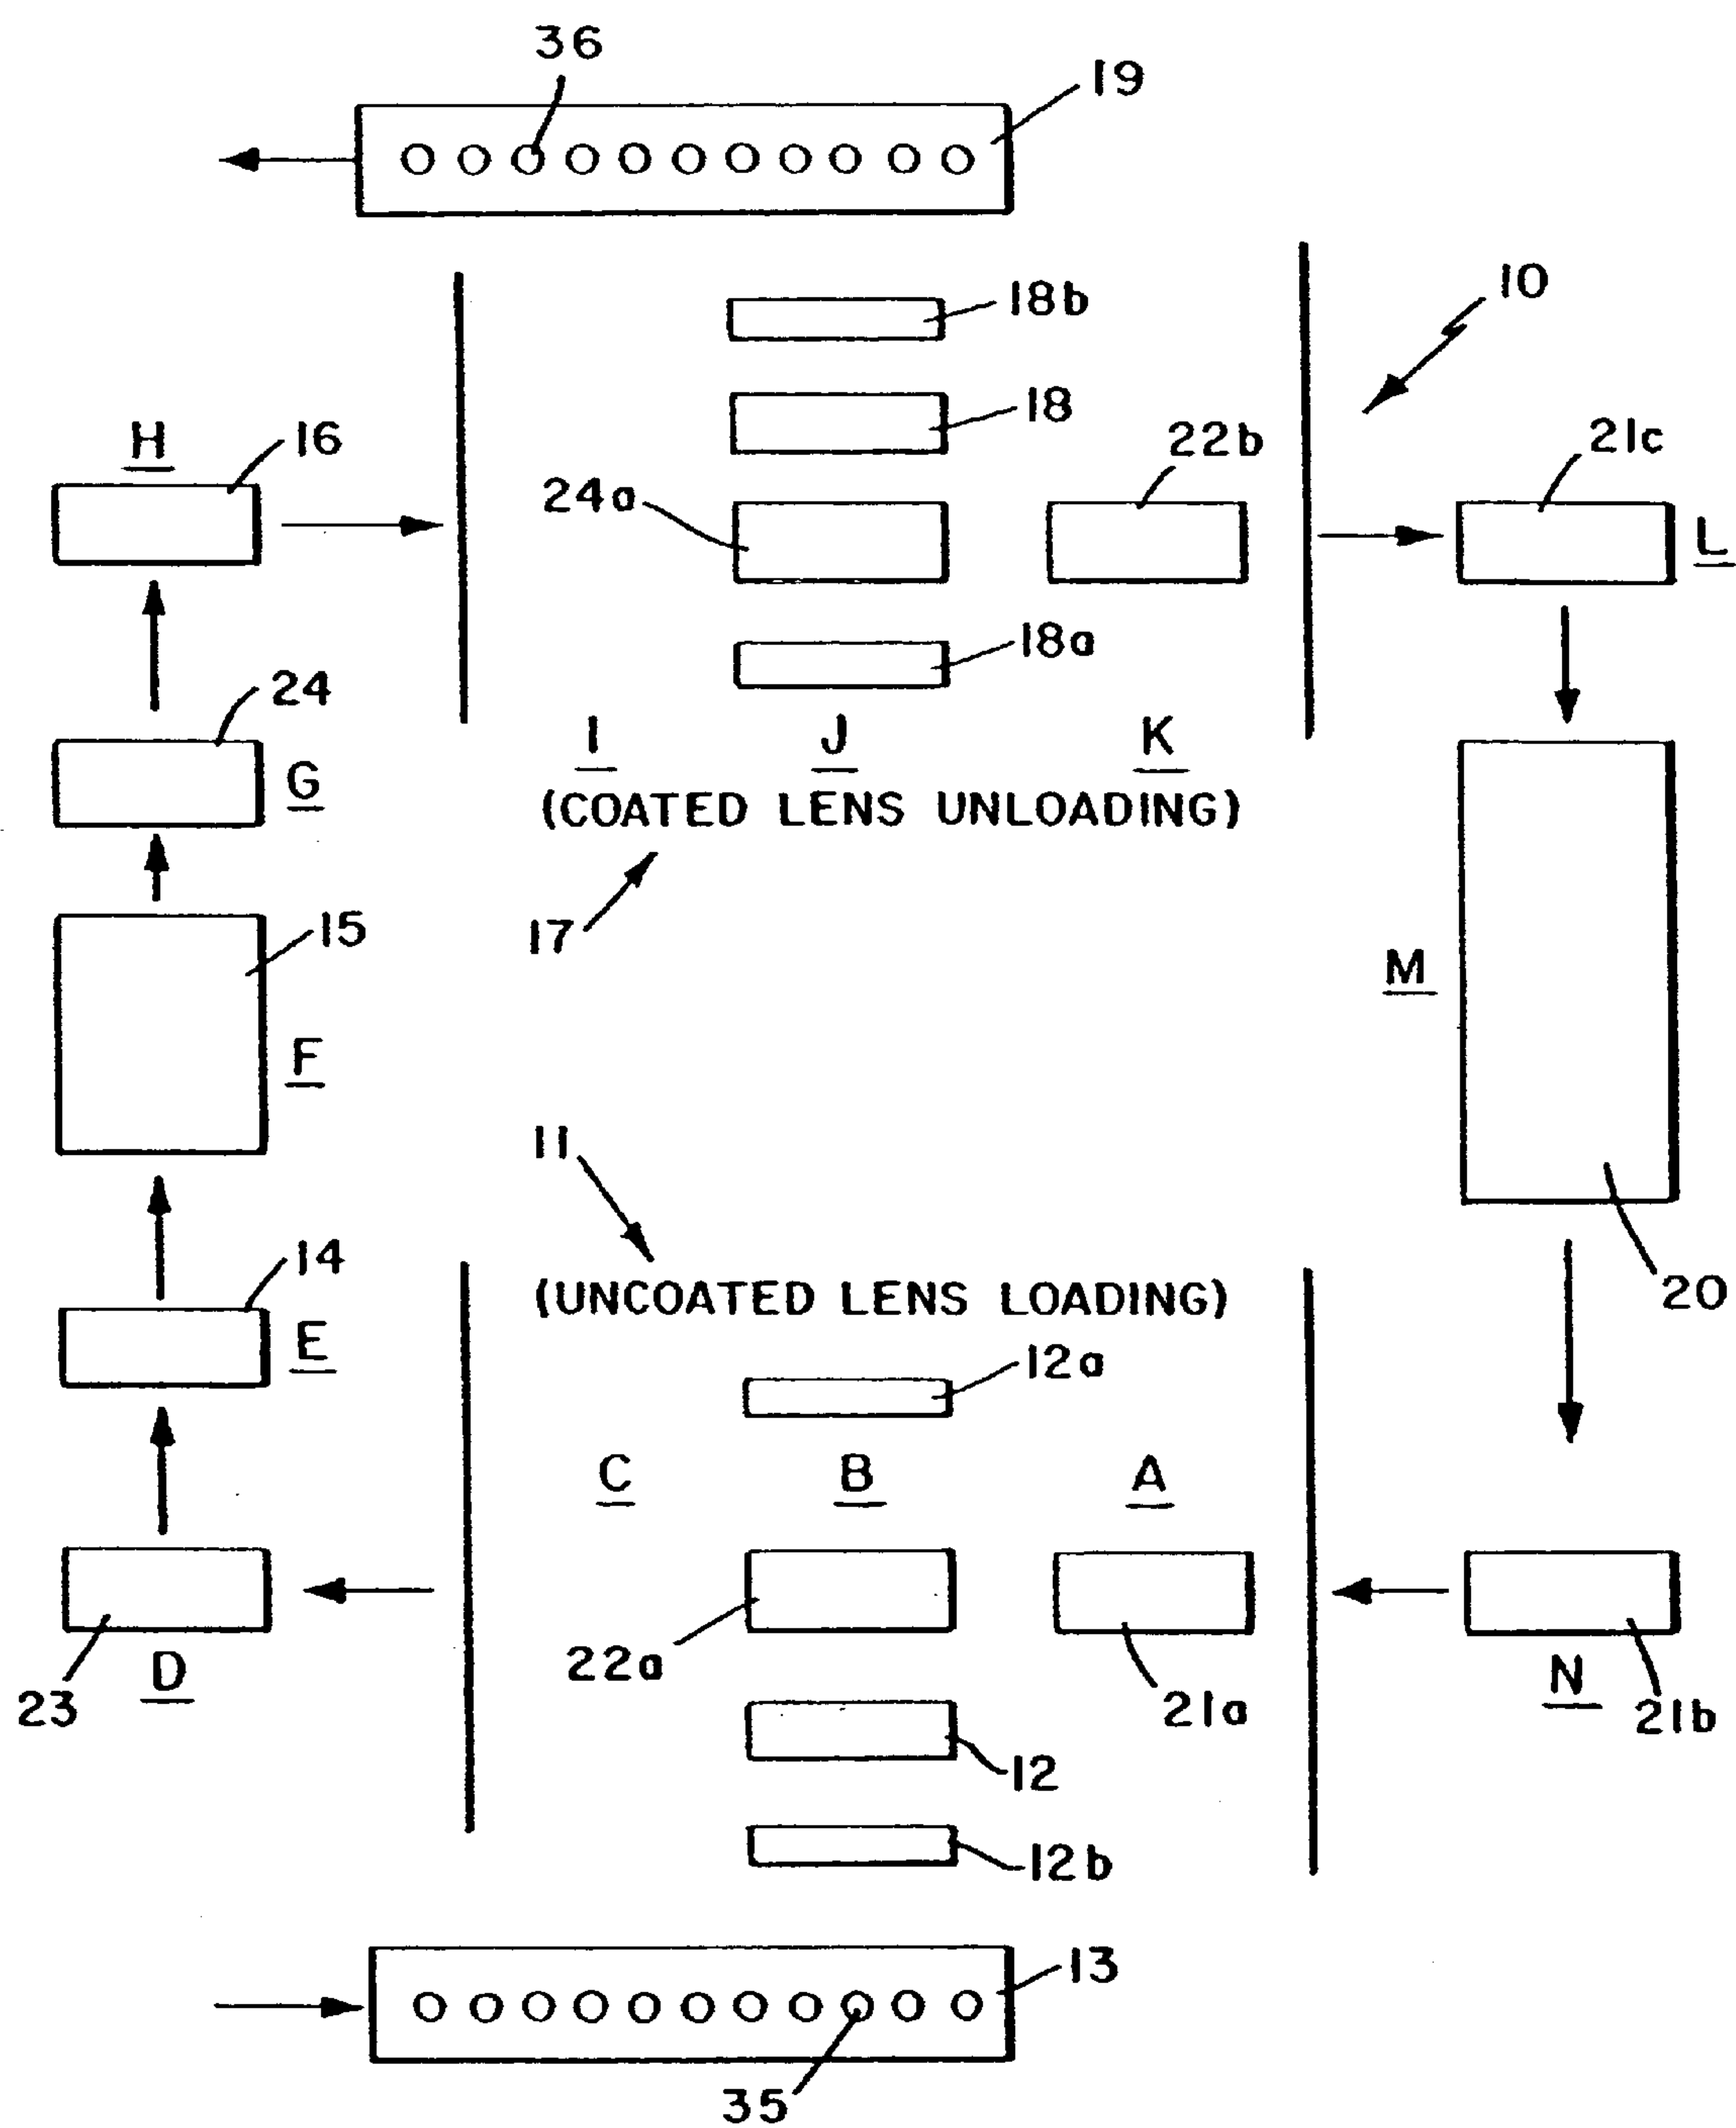 36
19
18b
10
18
H
16
22b
21c
24a
L
18a
24
I
J
K
G
(COATED LENS UNLOADING)
15
17
M
F
11
14
20
(UNCOATED LENS LOADING)
E
12a
C
B
A
22a
D
N
23
21a
21b
12
12b
13
35